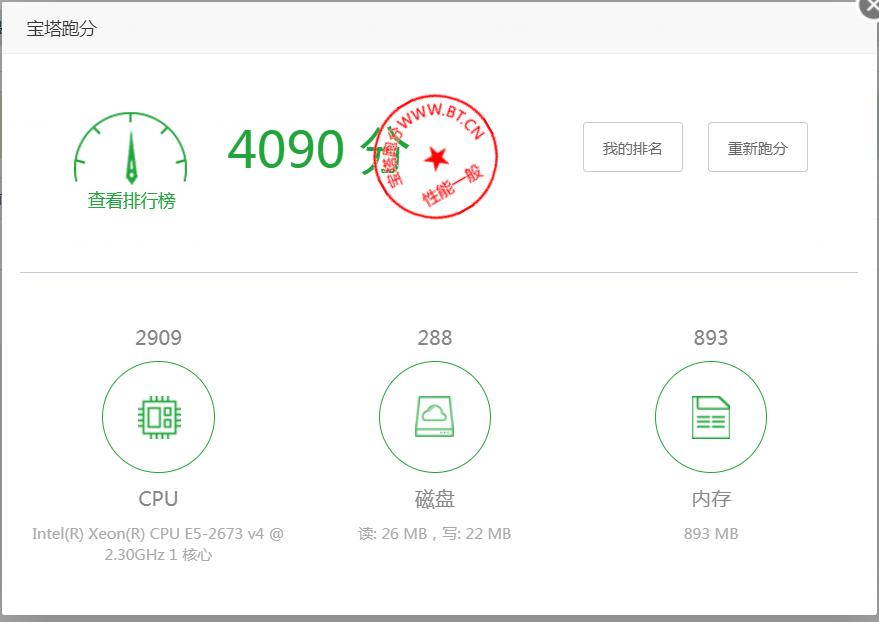 宝塔跑分
查看排行榜
4090 分
宝塔跑分WWW.BT.CN
性能一般
我的排名
重新跑分
2909
288
893
CPU
磁盘
内存
Intel(R) Xeon(R) CPU E5-2673 v4 @
2.30GHz 1 核心
读: 26 MB，写: 22 MB
893 MB